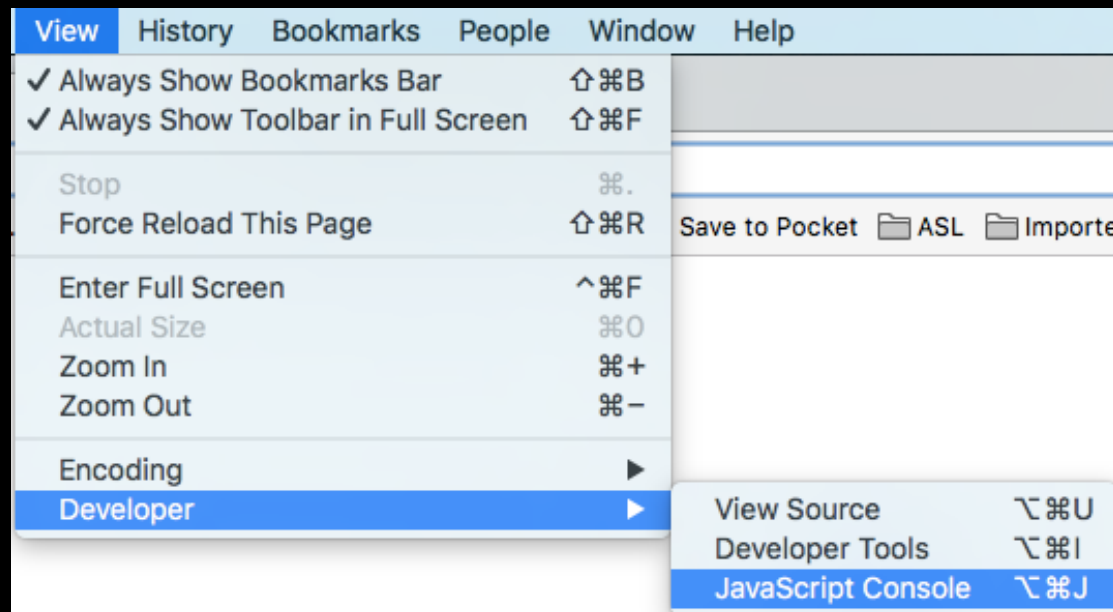 View History Bookmarks People Window Help
✓ Always Show Bookmarks Bar ⇧⌘B
✓ Always Show Toolbar in Full Screen ⇧⌘F
Stop ⌘.
Force Reload This Page ⇧⌘R
Save to Pocket ASL Importe
Enter Full Screen ^⌘F
Actual Size ⌘0
Zoom In ⌘+
Zoom Out ⌘−
Encoding ▶
Developer ▶
View Source ⌥⌘U
Developer Tools ⌥⌘I
JavaScript Console ⌥⌘J